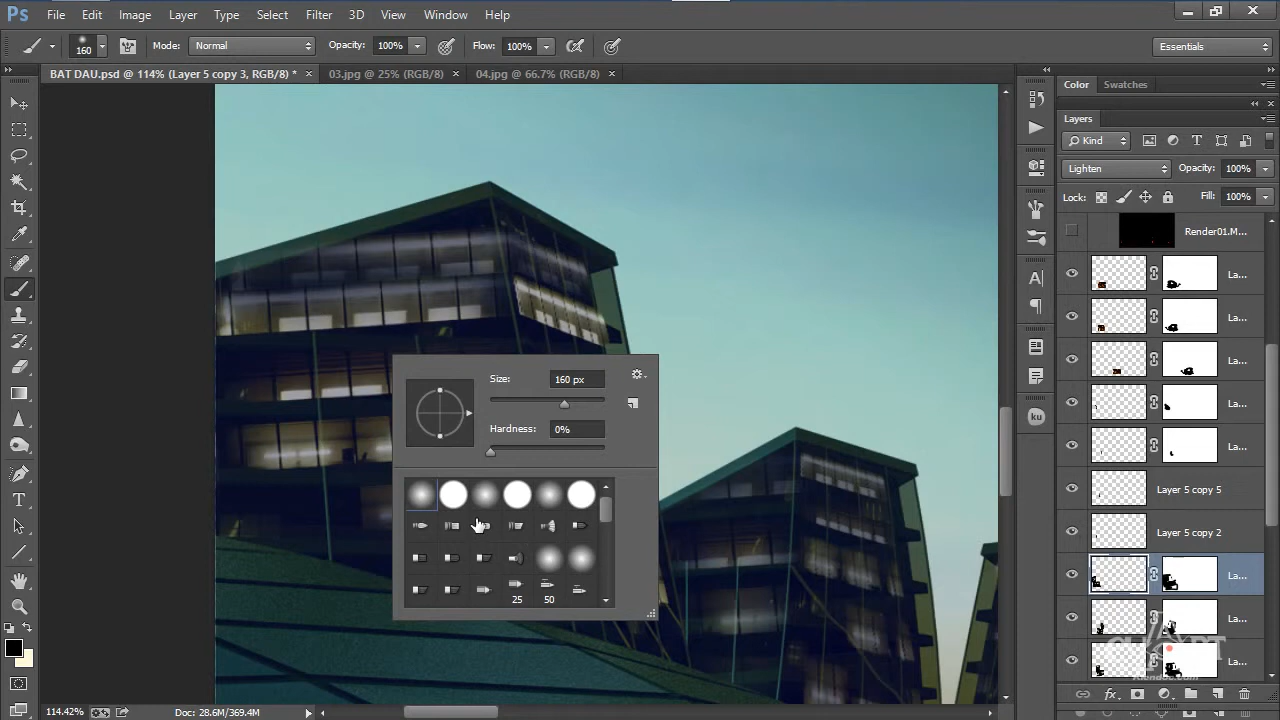 Ps File Edit Image Layer Type Select Filter 3D View Window Help
160 Mode: Normal Opacity: 100% Flow: 100% Essentials
BAT DAU.psd @ 114% (Layer 5 copy 3, RGB/8) * × 03.jpg @ 25% (RGB/8) × 04.jpg @ 66.7% (RGB/8) ×
Color Swatches
Layers
Kind
Lighten Opacity: 100%
Lock: Fill: 100%
Render01.M...
La...
La...
La...
La...
La...
Layer 5 copy 5
Layer 5 copy 2
La...
La...
La...
Size: 160 px
Hardness: 0%
25 50
ku
T
A
fx
114.42% Doc: 28.6M/369.4M